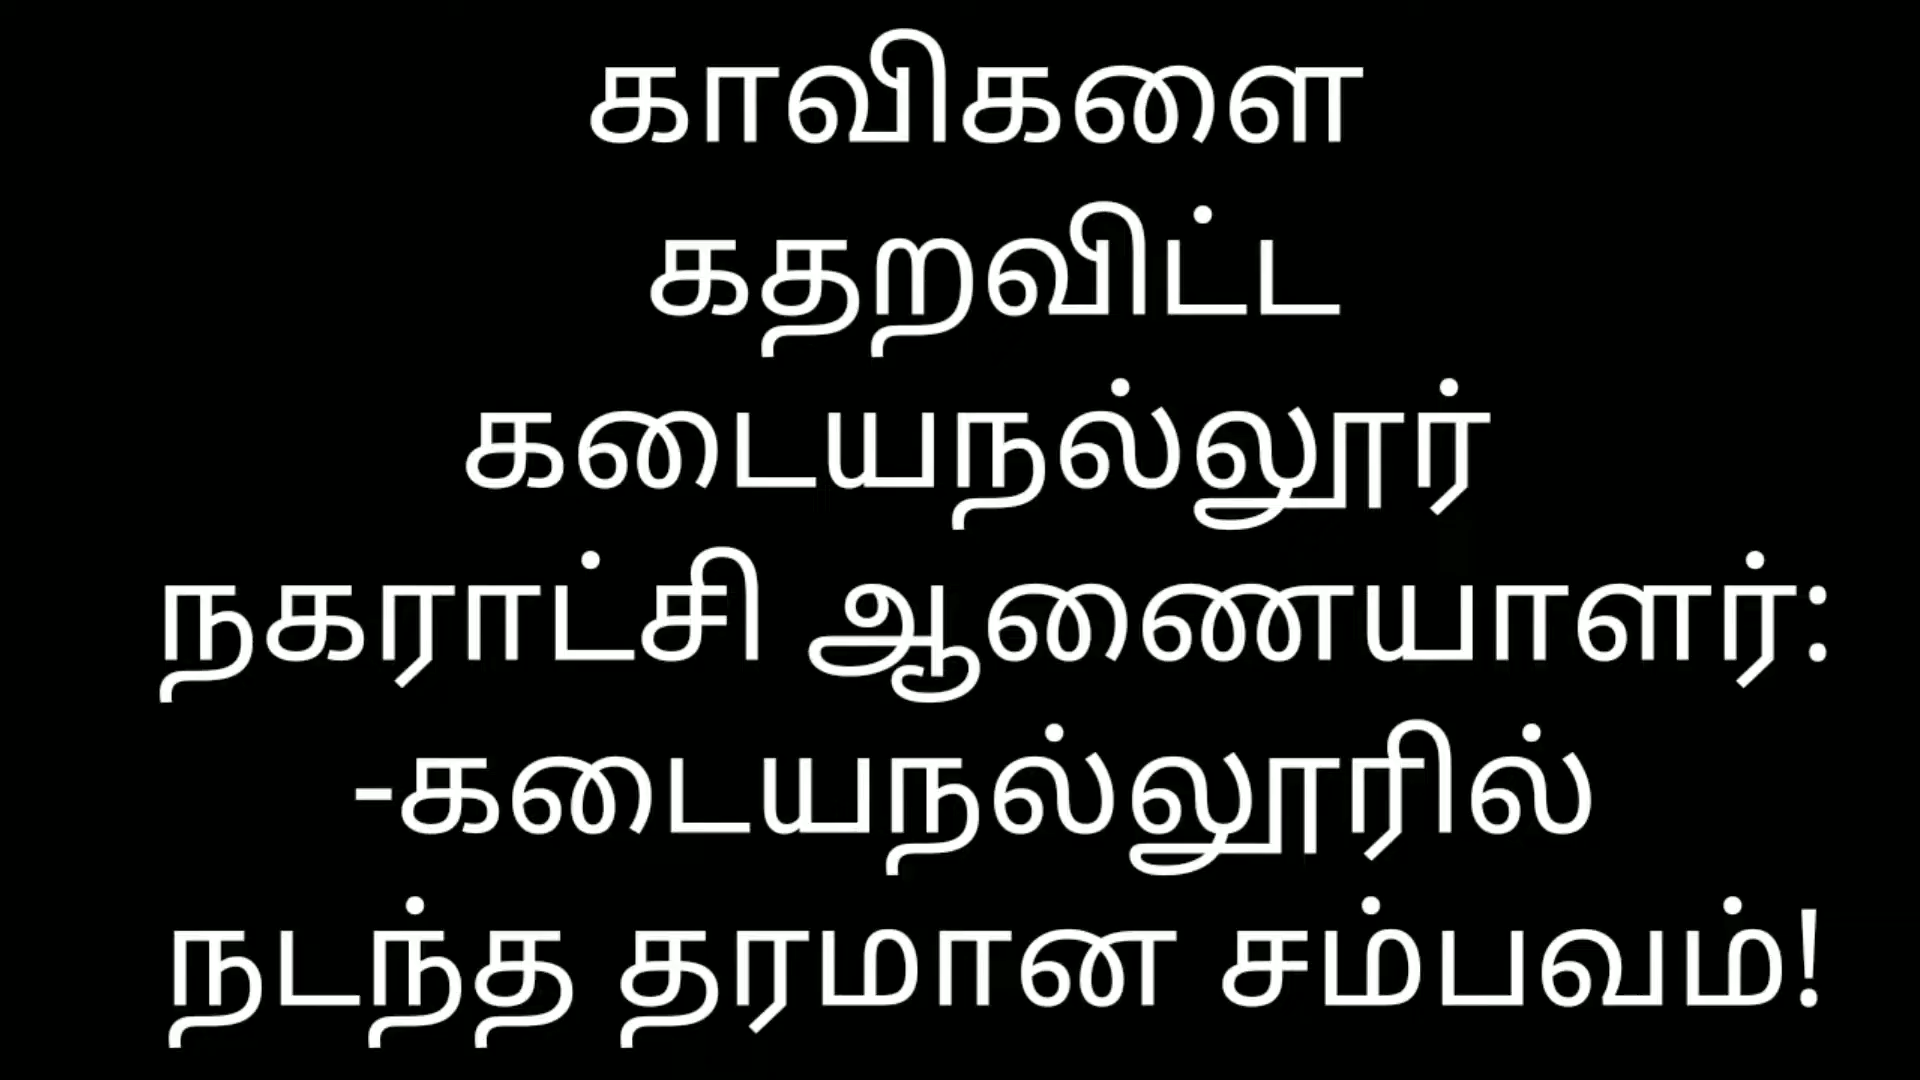 காவிகளை
கதறவிட்ட
கடையநல்லூர்
நகராட்சி ஆணையாளர்:
-கடையநல்லூரில்
நடந்த தரமான சம்பவம்!